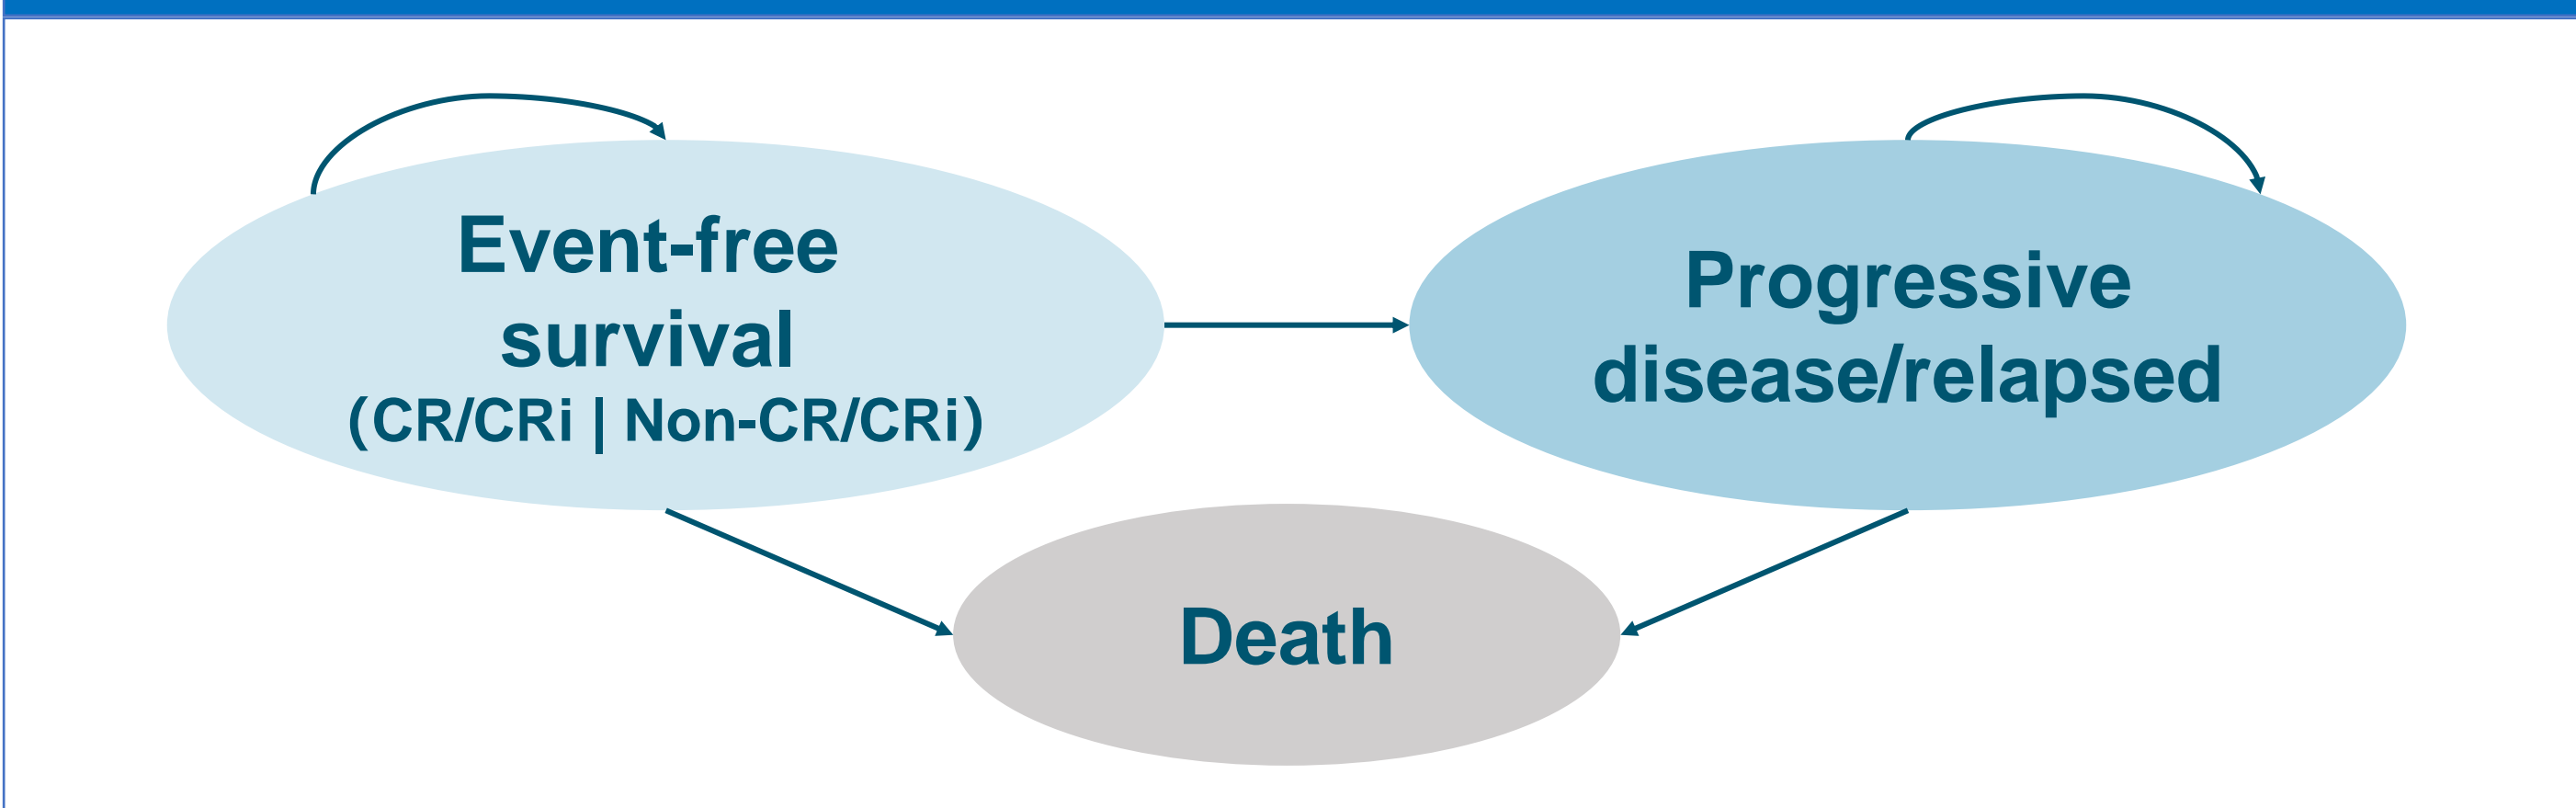 Event-free
survival
(CR/CRi | Non-CR/CRi)
Progressive
disease/relapsed
Death